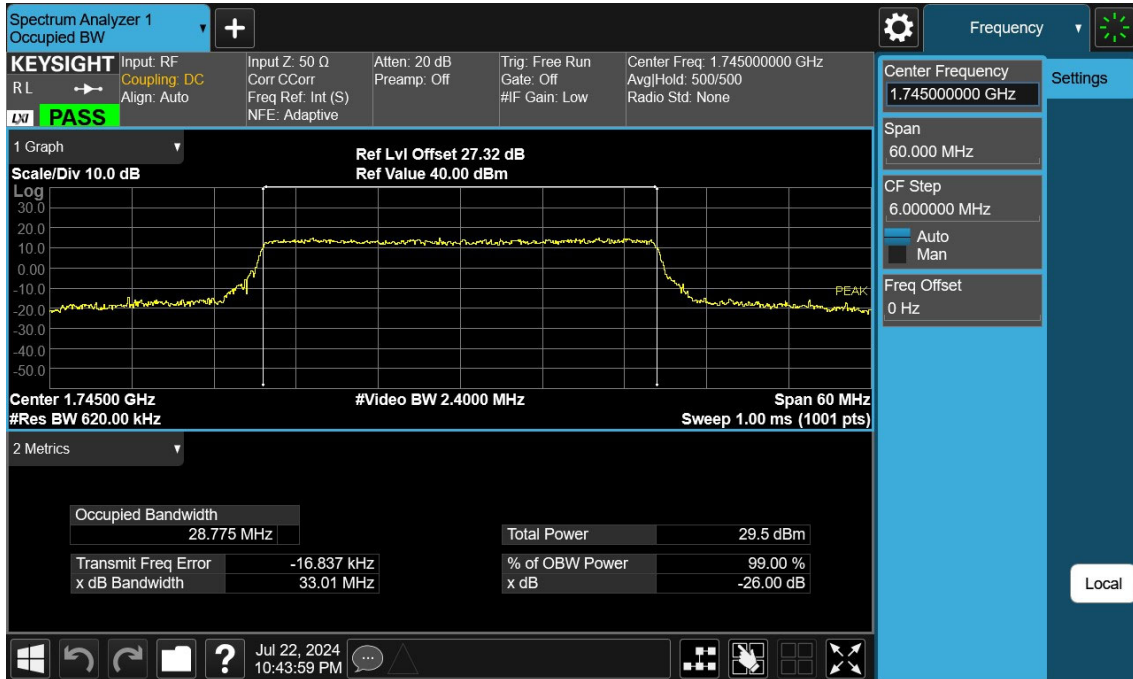 Spectrum Analyzer 1
Occupied BW
+
Frequency
KEYSIGHT
RL
LXI PASS
Input: RF
Coupling: DC
Align: Auto
Input Z: 50 Ω
Corr CCorr
Freq Ref: Int (S)
NFE: Adaptive
Atten: 20 dB
Preamp: Off
Trig: Free Run
Gate: Off
#IF Gain: Low
Center Freq: 1.745000000 GHz
Avg|Hold: 500/500
Radio Std: None
Center Frequency
1.745000000 GHz
Settings
Span
60.000 MHz
CF Step
6.000000 MHz
Auto
Man
Freq Offset
0 Hz
Local
1 Graph
Scale/Div 10.0 dB
Ref Lvl Offset 27.32 dB
Ref Value 40.00 dBm
Log
30.0
20.0
10.0
0.00
-10.0
PEAK
-20.0
-30.0
-40.0
-50.0
Center 1.74500 GHz
#Video BW 2.4000 MHz
Span 60 MHz
#Res BW 620.00 kHz
Sweep 1.00 ms (1001 pts)
2 Metrics
Occupied Bandwidth
28.775 MHz
Total Power 29.5 dBm
Transmit Freq Error -16.837 kHz
% of OBW Power 99.00 %
x dB Bandwidth 33.01 MHz
x dB -26.00 dB
?
Jul 22, 2024
10:43:59 PM